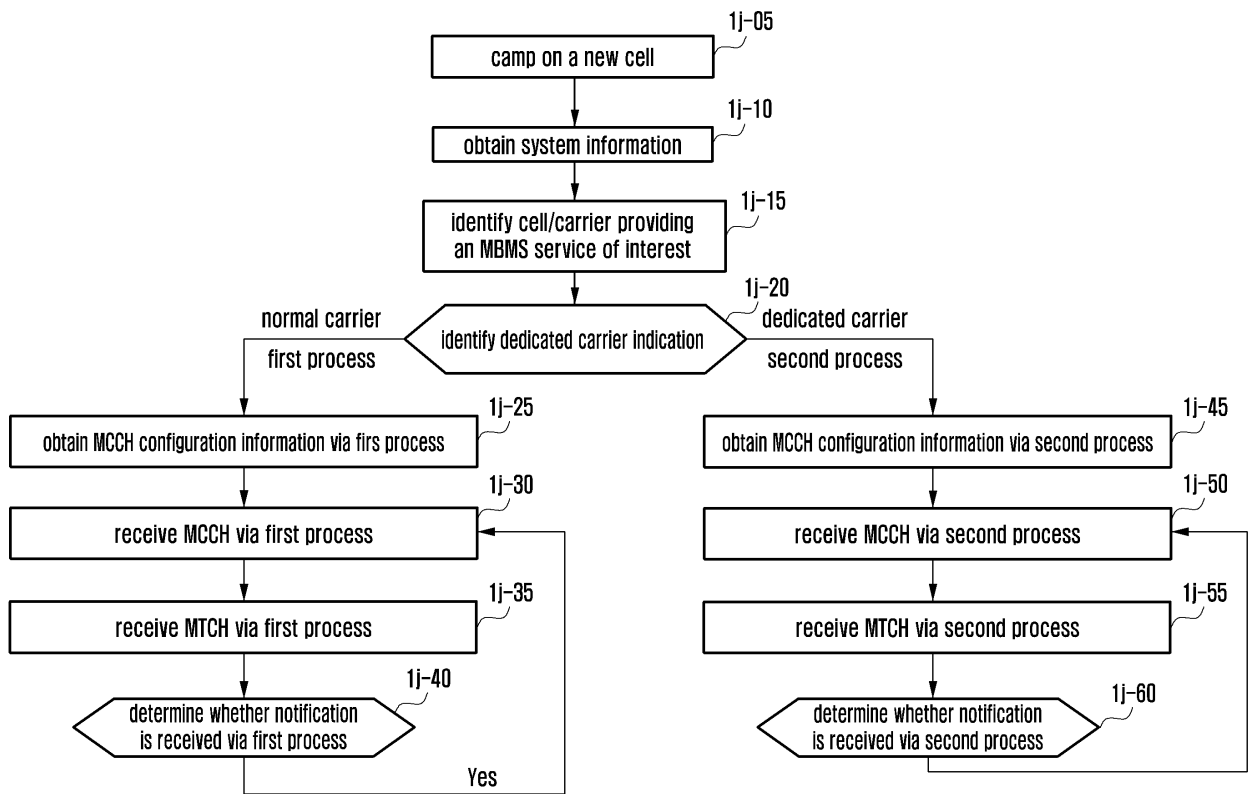 1j-05
camp on a new cell
1j-10
obtain system information
1j-15
identify cell/carrier providing
an MBMS service of interest
1j-20
identify dedicated carrier indication
normal carrier
first process
dedicated carrier
second process
1j-25
obtain MCCH configuration information via firs process
1j-30
receive MCCH via first process
1j-35
receive MTCH via first process
1j-40
determine whether notification
is received via first process
Yes
1j-45
obtain MCCH configuration information via second process
1j-50
receive MCCH via second process
1j-55
receive MTCH via second process
1j-60
determine whether notification
is received via second process